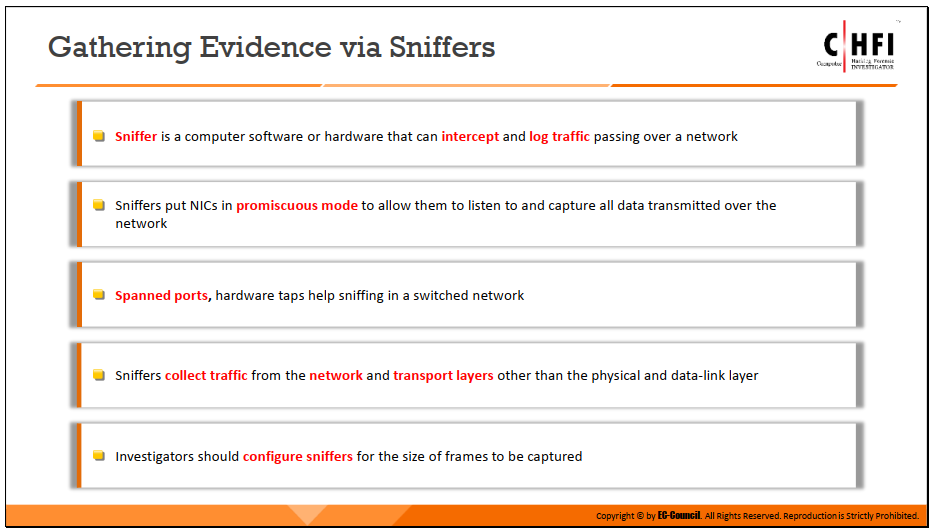 Gathering Evidence via Sniffers
CHFI
Computer Hacking Forensic
INVESTIGATOR
Sniffer is a computer software or hardware that can intercept and log traffic passing over a network
Sniffers put NICs in promiscuous mode to allow them to listen to and capture all data transmitted over the
network
Spanned ports, hardware taps help sniffing in a switched network
Sniffers collect traffic from the network and transport layers other than the physical and data-link layer
Investigators should configure sniffers for the size of frames to be captured
Copyright © by EC-Council. All Rights Reserved. Reproduction is Strictly Prohibited.